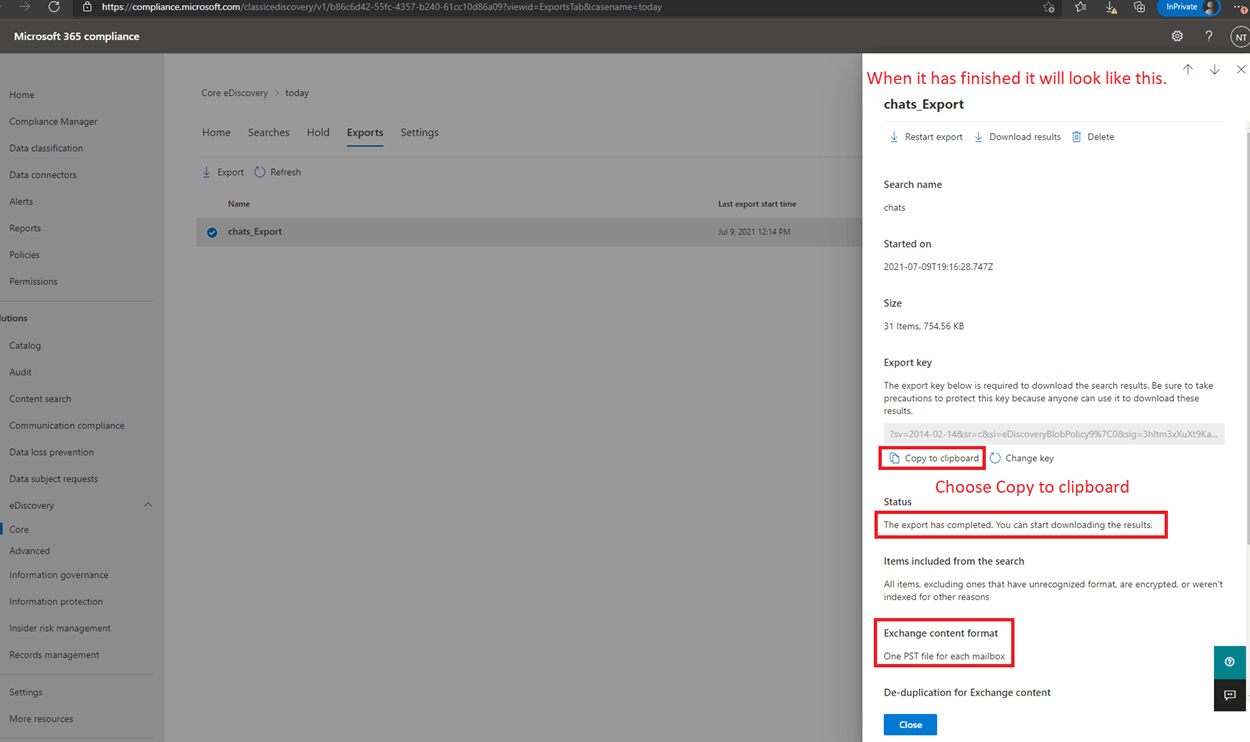 https://compliance.microsoft.com/classicediscovery/v1/b86c6d42-55fc-4357-b240-61cc10d86a09?viewid=ExportsTab&casename=today
InPrivate
Microsoft 365 compliance
?
NT
Home
Compliance Manager
Data classification
Data connectors
Alerts
Reports
Policies
Permissions
lutions
Catalog
Audit
Content search
Communication compliance
Data loss prevention
Data subject requests
eDiscovery
Core
Advanced
Information governance
Information protection
Insider risk management
Records management
Settings
More resources
Core eDiscovery > today
Home Searches Hold Exports Settings
Export Refresh
Name Last export start time
chats_Export Jul 9, 2021 12:14 PM
When it has finished it will look like this.
chats_Export
Restart export Download results Delete
Search name
chats
Started on
2021-07-09T19:16:28.747Z
Size
31 Items, 754.56 KB
Export key
The export key below is required to download the search results. Be sure to take
precautions to protect this key because anyone can use it to download these
results.
?sv=2014-02-14&sr=c&si=eDiscoveryBlobPolicy9%7C0&sig=3hItm3xXuXt9Ka...
Copy to clipboard Change key
Choose Copy to clipboard
Status
The export has completed. You can start downloading the results.
Items included from the search
All items, excluding ones that have unrecognized format, are encrypted, or weren't
indexed for other reasons
Exchange content format
One PST file for each mailbox
De-duplication for Exchange content
Close